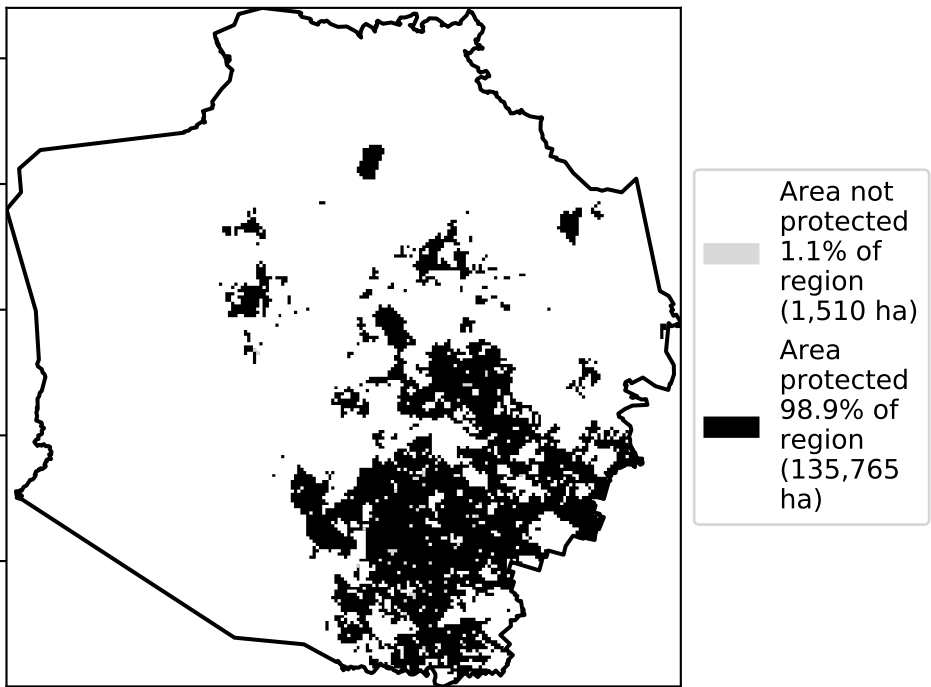 Area not
protected
1.1% of
region
(1,510 ha)
Area
protected
98.9% of
region
(135,765
ha)